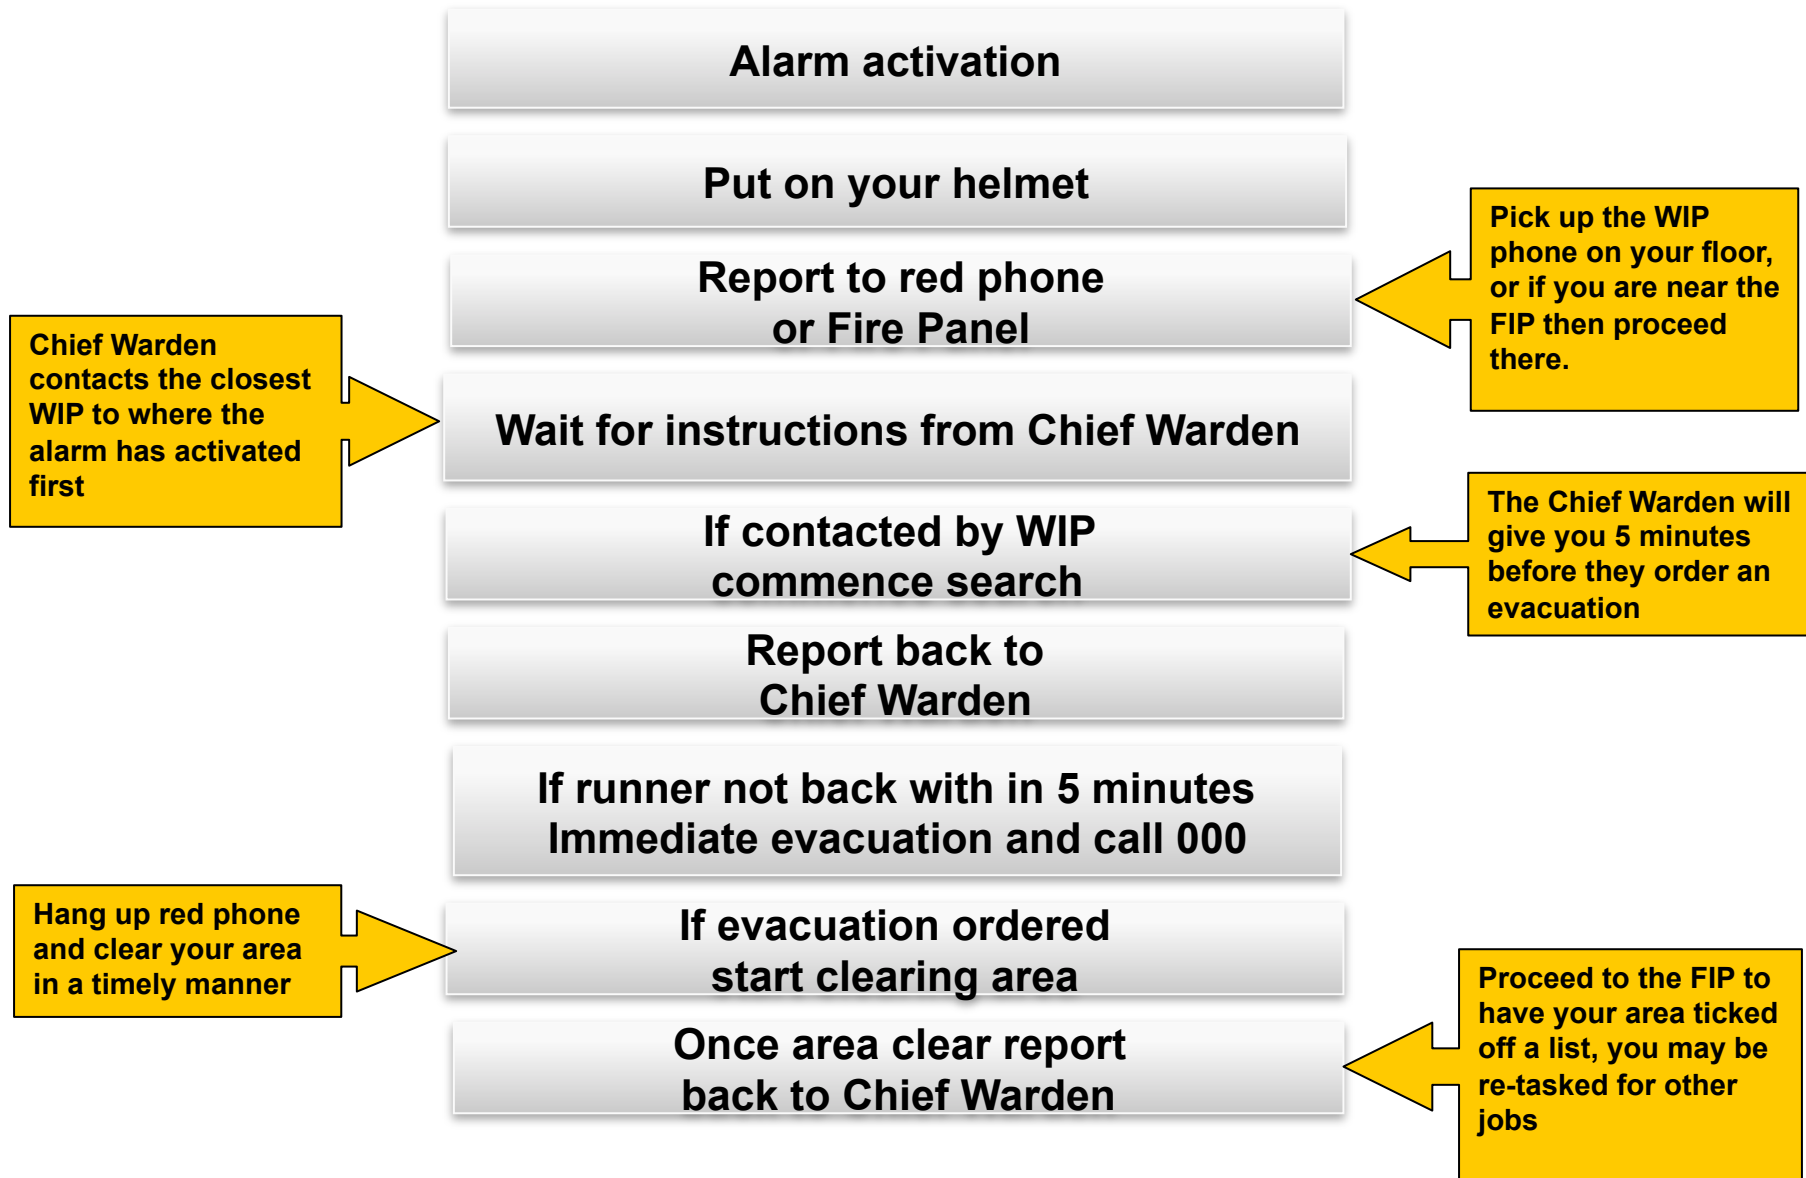 Alarm activation
Put on your helmet
Report to red phone
or Fire Panel
Pick up the WIP
phone on your floor,
or if you are near the
FIP then proceed
there.
Chief Warden
contacts the closest
WIP to where the
alarm has activated
first
Wait for instructions from Chief Warden
If contacted by WIP
commence search
The Chief Warden will
give you 5 minutes
before they order an
evacuation
Report back to
Chief Warden
If runner not back with in 5 minutes
Immediate evacuation and call 000
Hang up red phone
and clear your area
in a timely manner
If evacuation ordered
start clearing area
Once area clear report
back to Chief Warden
Proceed to the FIP to
have your area ticked
off a list, you may be
re-tasked for other
jobs